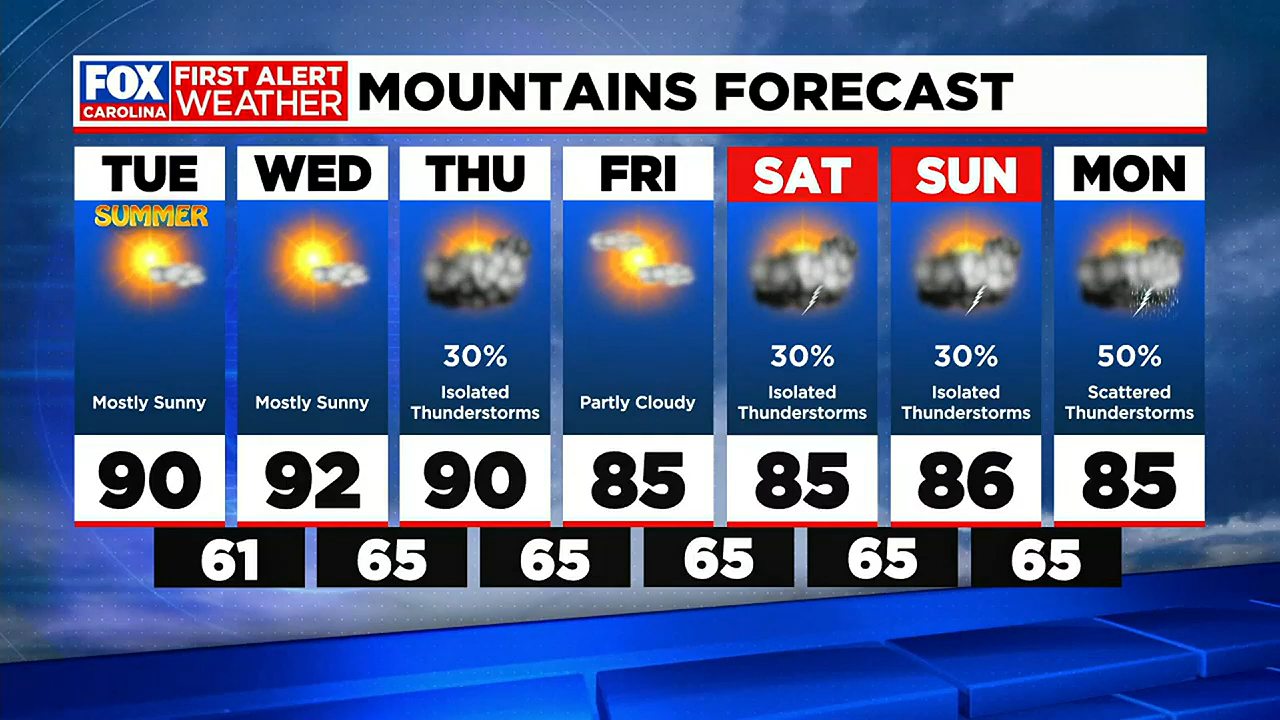 FOX CAROLINA FIRST ALERT WEATHER MOUNTAINS FORECAST
TUE WED THU FRI SAT SUN MON
SUMMER
30% 30% 30% 50%
Mostly Sunny Mostly Sunny Isolated Thunderstorms Partly Cloudy Isolated Thunderstorms Isolated Thunderstorms Scattered Thunderstorms
90 92 90 85 85 86 85
61 65 65 65 65 65